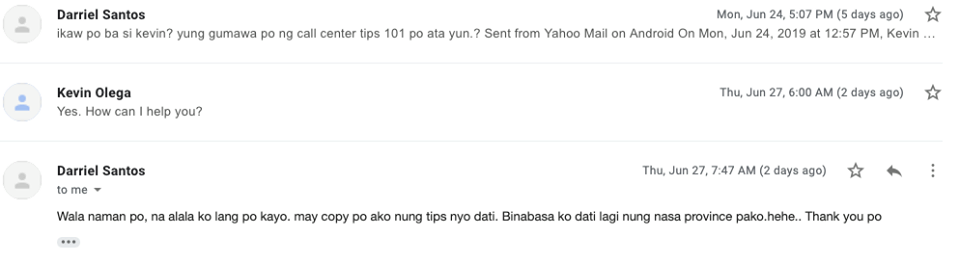 Darriel Santos
Mon, Jun 24, 5:07 PM (5 days ago)
ikaw po ba si kevin? yung gumawa po ng call center tips 101 po ata yun.? Sent from Yahoo Mail on Android On Mon, Jun 24, 2019 at 12:57 PM, Kevin ...
Kevin Olega
Thu, Jun 27, 6:00 AM (2 days ago)
Yes. How can I help you?
Darriel Santos
Thu, Jun 27, 7:47 AM (2 days ago)
to me
Wala naman po, na alala ko lang po kayo. may copy po ako nung tips nyo dati. Binabasa ko dati lagi nung nasa province pako.hehe.. Thank you po